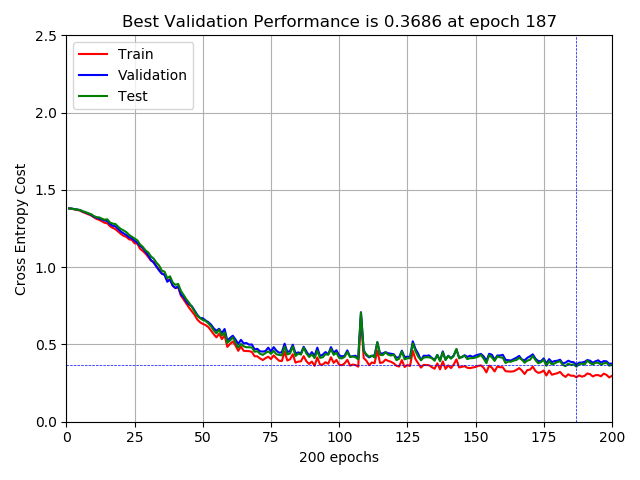 Best Validation Performance is 0.3686 at epoch 187
2.5
2.0
1.5
1.0
0.5
0.0
Cross Entropy Cost
Train
Validation
Test
0 25 50 75 100 125 150 175 200
200 epochs